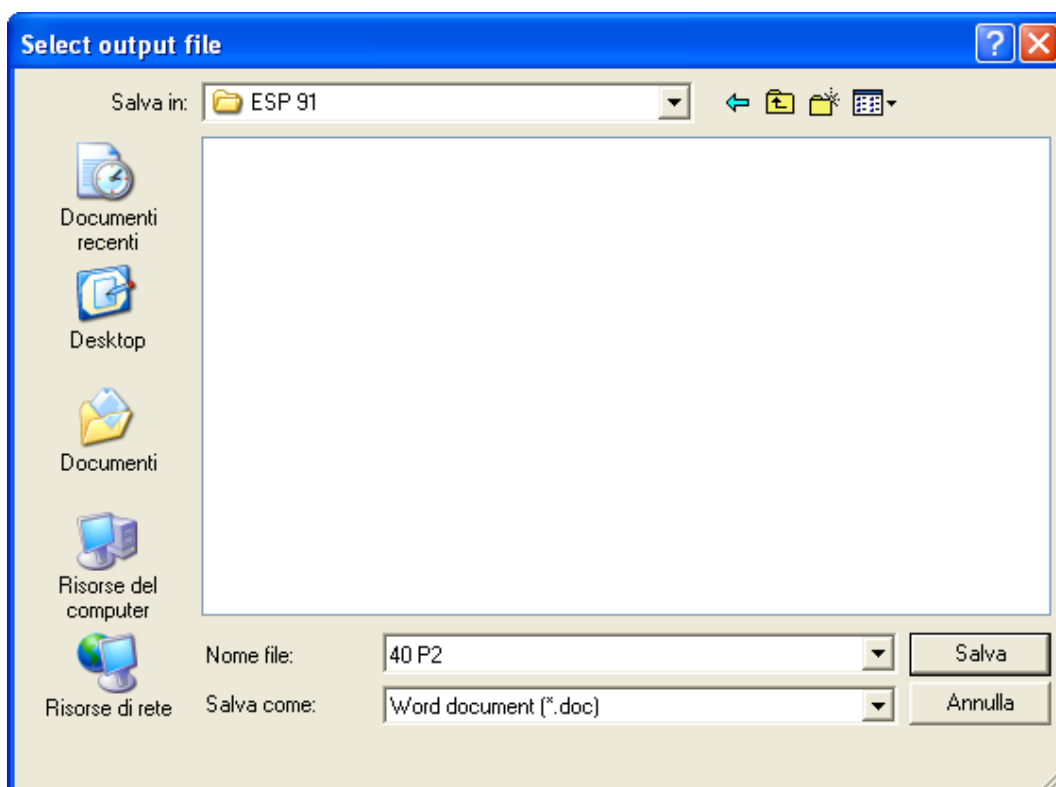 Select output file
Salva in: ESP 91
Documenti
recenti
Desktop
Documenti
Risorse del
computer
Risorse di rete
Nome file: 40 P2 Salva
Salva come: Word document (*.doc) Annulla